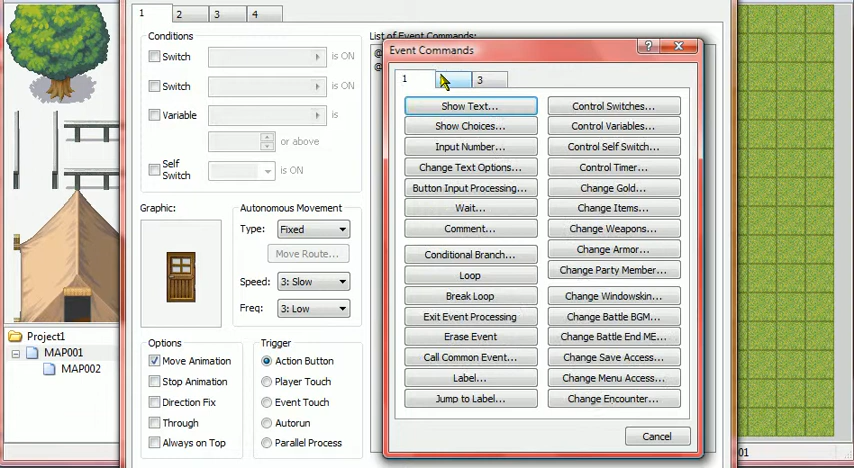 1
2
3
4
Conditions
Switch
is ON
Switch
is ON
Variable
is
or above
Self Switch
is ON
Graphic:
Autonomous Movement
Type:
Fixed
Move Route...
Speed:
3: Slow
Freq:
3: Low
Options
Move Animation
Stop Animation
Direction Fix
Through
Always on Top
Trigger
Action Button
Player Touch
Event Touch
Autorun
Parallel Process
Project1
MAP001
MAP002
List of Event Commands
Event Commands
1
3
Show Text...
Show Choices...
Input Number...
Change Text Options...
Button Input Processing...
Wait...
Comment...
Conditional Branch...
Loop
Break Loop
Exit Event Processing
Erase Event
Call Common Event...
Label...
Jump to Label...
Control Switches...
Control Variables...
Control Self Switch...
Control Timer...
Change Gold...
Change Items...
Change Weapons...
Change Armor...
Change Party Member...
Change Windowskin...
Change Battle BGM...
Change Battle End ME...
Change Save Access...
Change Menu Access...
Change Encounter...
Cancel